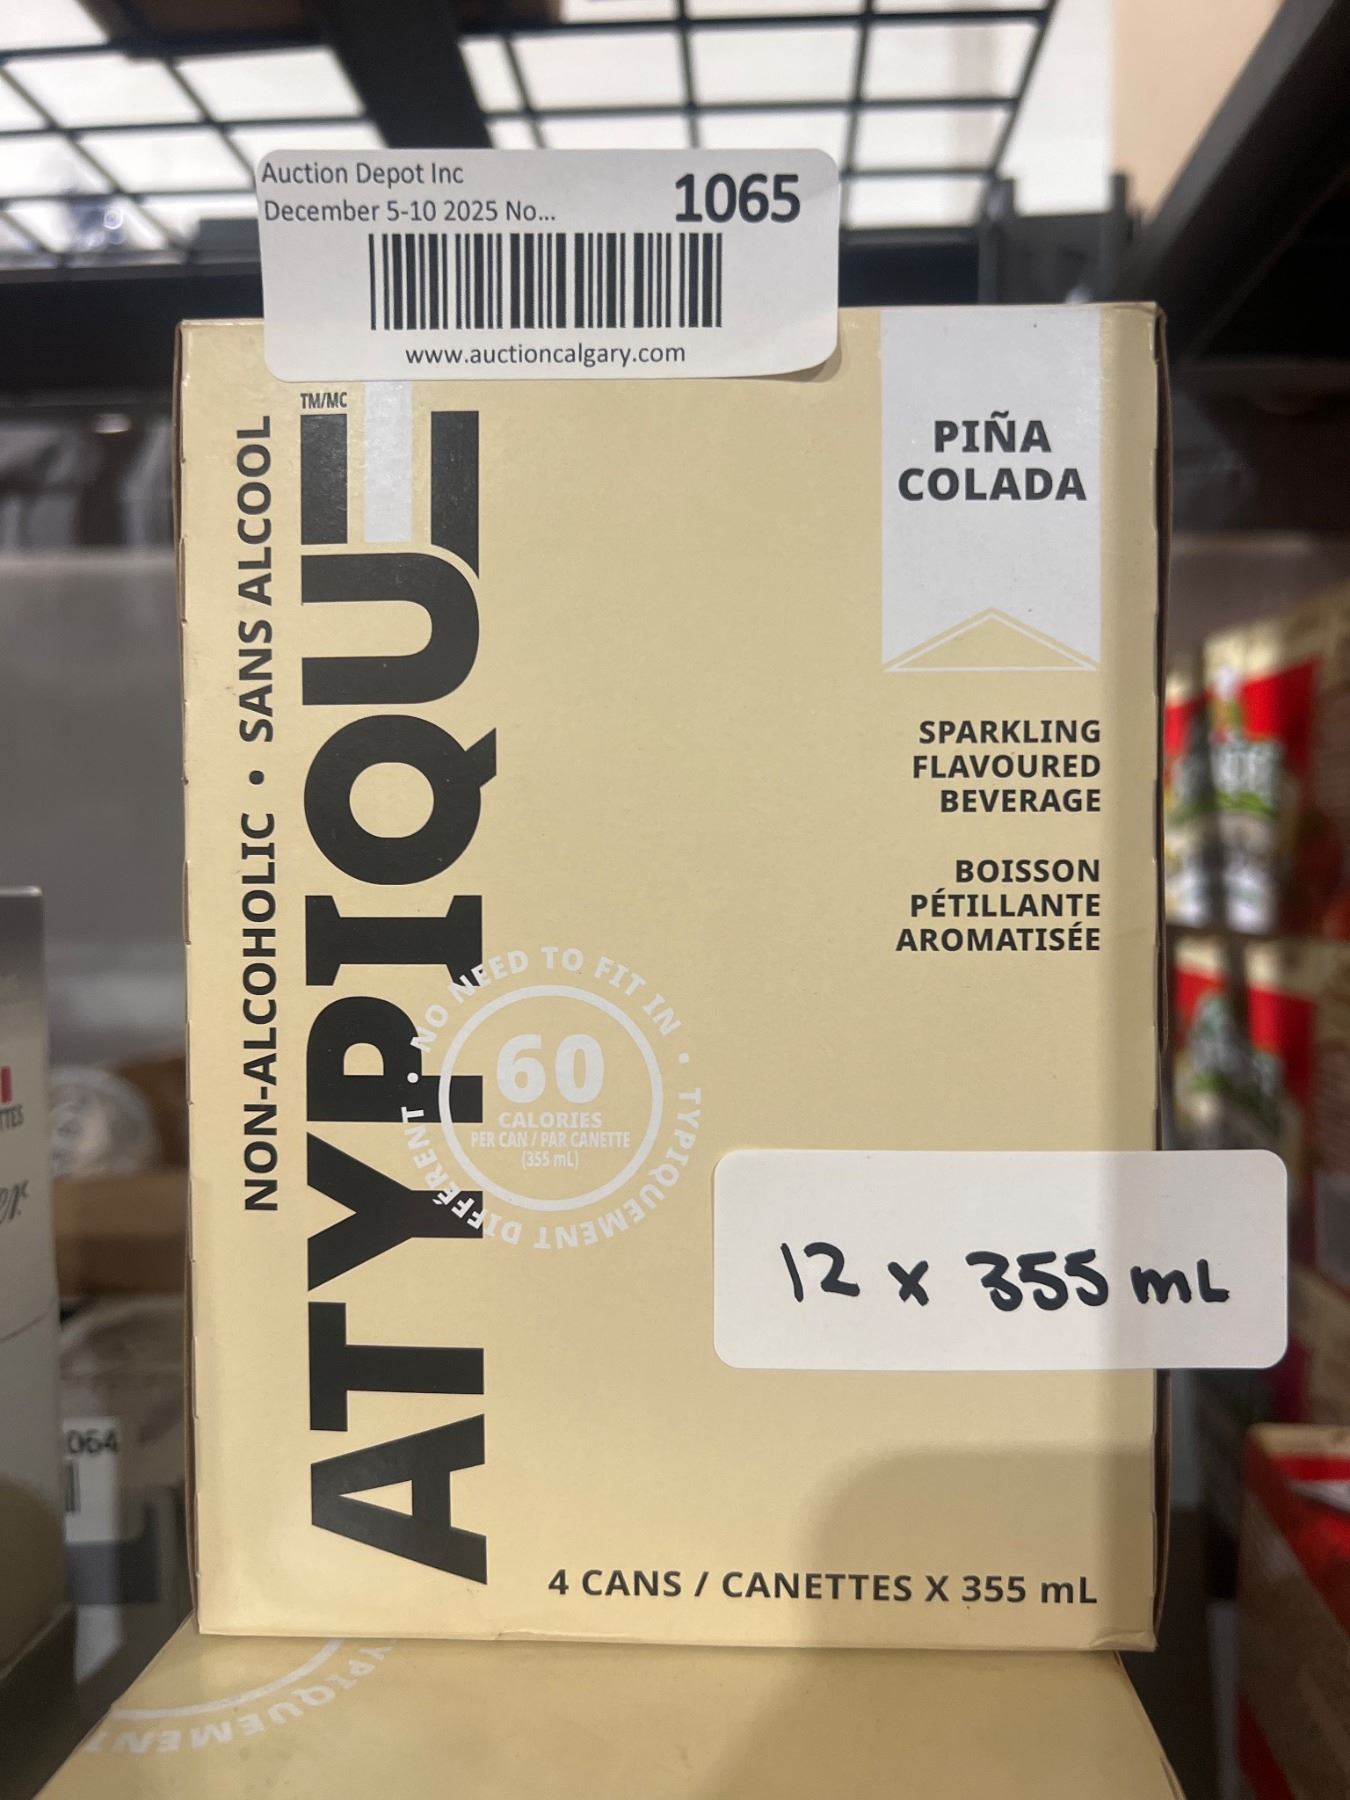 Auction Depot Inc
December 5-10 2025 No...
1065
www.auctioncalgary.com
TM/MC
ATYPIQUE
NON-ALCOHOLIC • SANS ALCOOL
PIÑA
COLADA
SPARKLING
FLAVOURED
BEVERAGE
BOISSON
PÉTILLANTE
AROMATISÉE
• NO NEED TO FIT IN • TYPIQUEMENT DIFFÉRENT
60
CALORIES
PER CAN / PAR CANETTE
(355 mL)
12 x 355 mL
4 CANS / CANETTES X 355 mL
064
TYPIQUEMENT